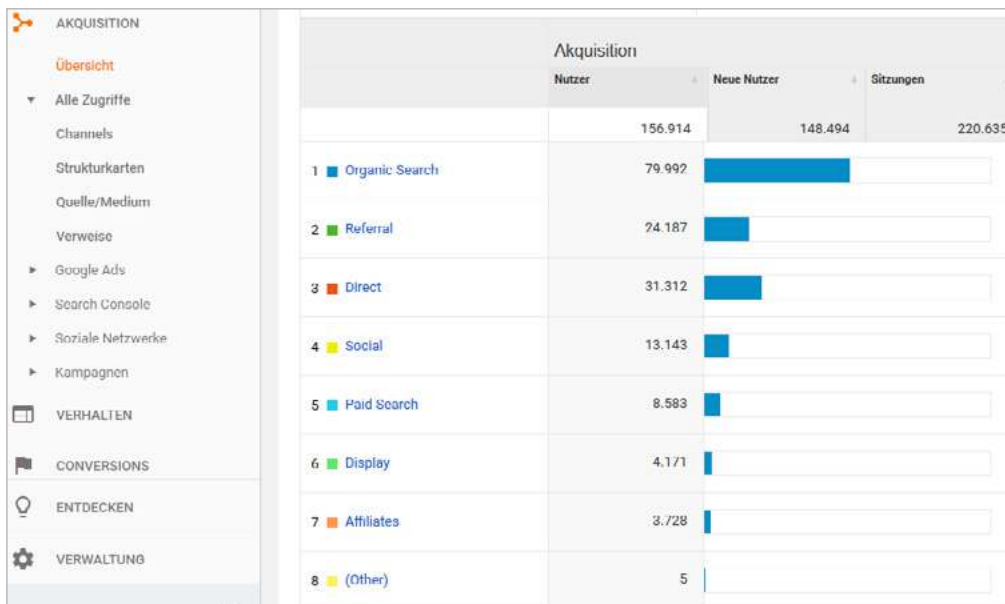 AKQUISITION
Übersicht
Alle Zugriffe
Channels
Strukturkarten
Quelle/Medium
Verweise
Google Ads
Search Console
Soziale Netzwerke
Kampagnen
VERHALTEN
CONVERSIONS
ENTDECKEN
VERWALTUNG
Akquisition
Nutzer Neue Nutzer Sitzungen
156.914 148.494 220.635
1 Organic Search 79.992
2 Referral 24.187
3 Direct 31.312
4 Social 13.143
5 Paid Search 8.583
6 Display 4.171
7 Affiliates 3.728
8 (Other) 5